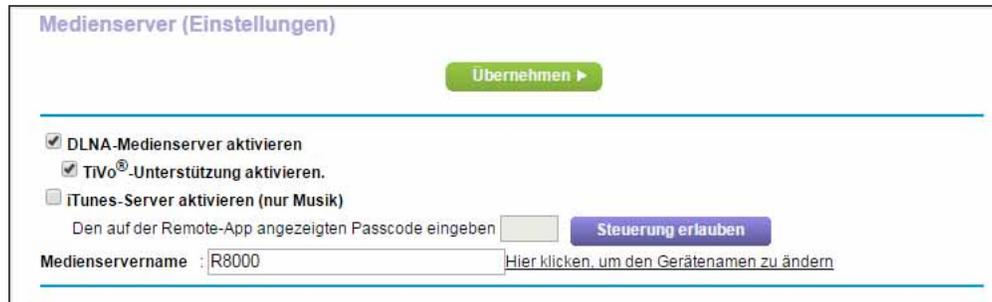 Medienserver (Einstellungen)
Übernehmen ▶
DLNA-Medienserver aktivieren
TiVo®-Unterstützung aktivieren.
iTunes-Server aktivieren (nur Musik)
Den auf der Remote-App angezeigten Passcode eingeben Steuerung erlauben
Medienservername : R8000 Hier klicken, um den Gerätenamen zu ändern